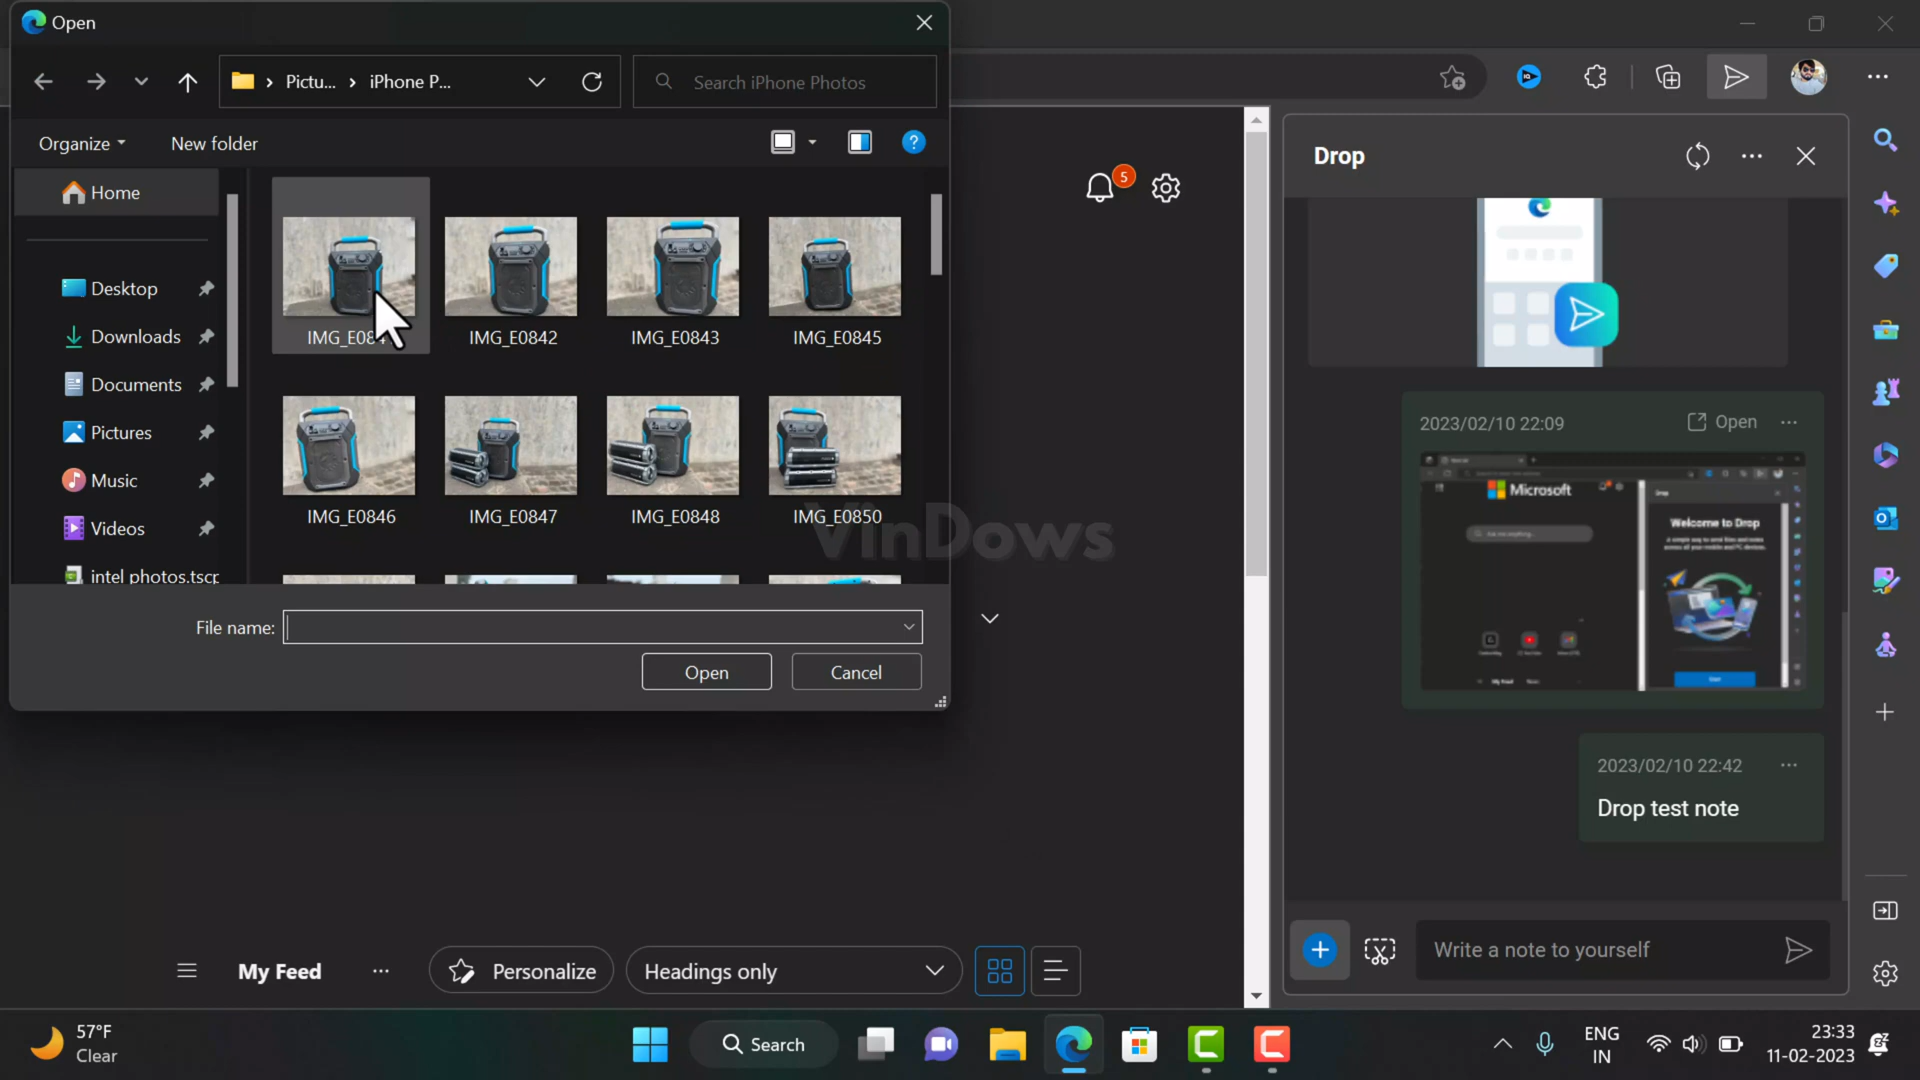 Open
Pictu... > iPhone P...
Search iPhone Photos
Organize
New folder
Home
Desktop
Downloads
Documents
Pictures
Music
Videos
intel photos.tscp
IMG_E0842
IMG_E0843
IMG_E0845
IMG_E0846
IMG_E0847
IMG_E0848
IMG_E0850
File name:
Open
Cancel
5
VinDows
Drop
2023/02/10 22:09
Open
Microsoft
Welcome to Drop
2023/02/10 22:42
Drop test note
Write a note to yourself
My Feed
Personalize
Headings only
57°F
Clear
Search
ENG
IN
23:33
11-02-2023